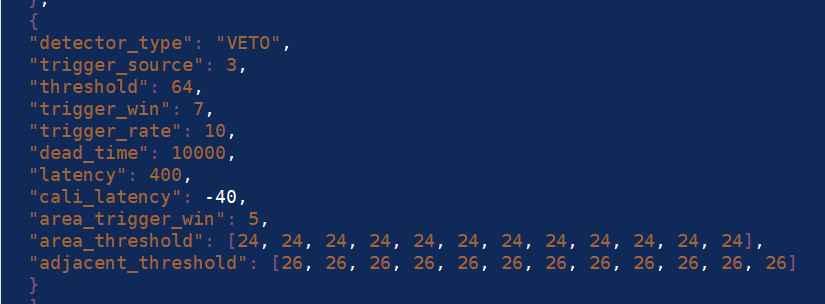 },
{
"detector_type": "VETO",
"trigger_source": 3,
"threshold": 64,
"trigger_win": 7,
"trigger_rate": 10,
"dead_time": 10000,
"latency": 400,
"cali_latency": -40,
"area_trigger_win": 5,
"area_threshold": [24, 24, 24, 24, 24, 24, 24, 24, 24, 24, 24, 24],
"adjacent_threshold": [26, 26, 26, 26, 26, 26, 26, 26, 26, 26, 26, 26]
}